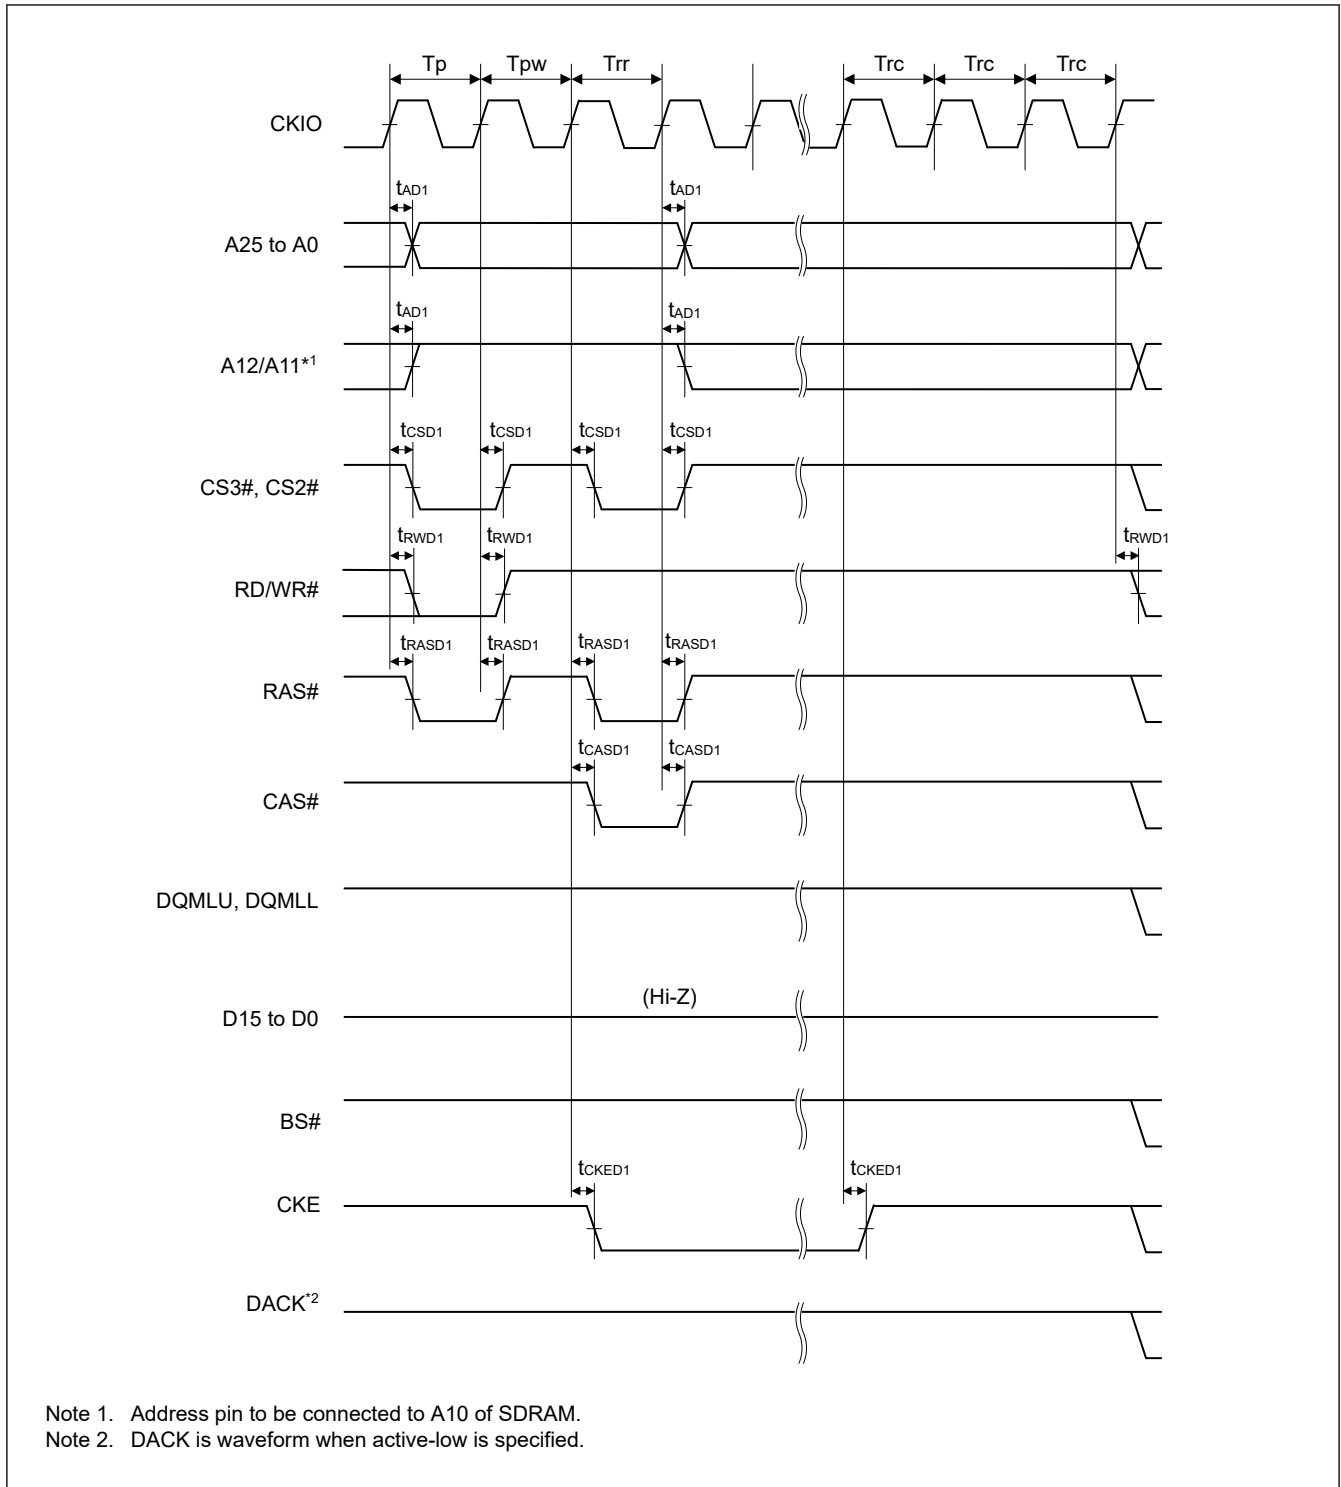 Tp Tpw Trr Trc Trc Trc
CKIO
tAD1 tAD1
A25 to A0
tAD1 tAD1
A12/A11*1
tCSD1 tCSD1 tCSD1 tCSD1
CS3#, CS2#
tRWD1 tRWD1 tRWD1
RD/WR#
tRASD1 tRASD1 tRASD1 tRASD1
RAS#
tCASD1 tCASD1
CAS#
DQMLU, DQMLL
(Hi-Z)
D15 to D0
BS#
tCKED1 tCKED1
CKE
DACK*2
Note 1. Address pin to be connected to A10 of SDRAM.
Note 2. DACK is waveform when active-low is specified.